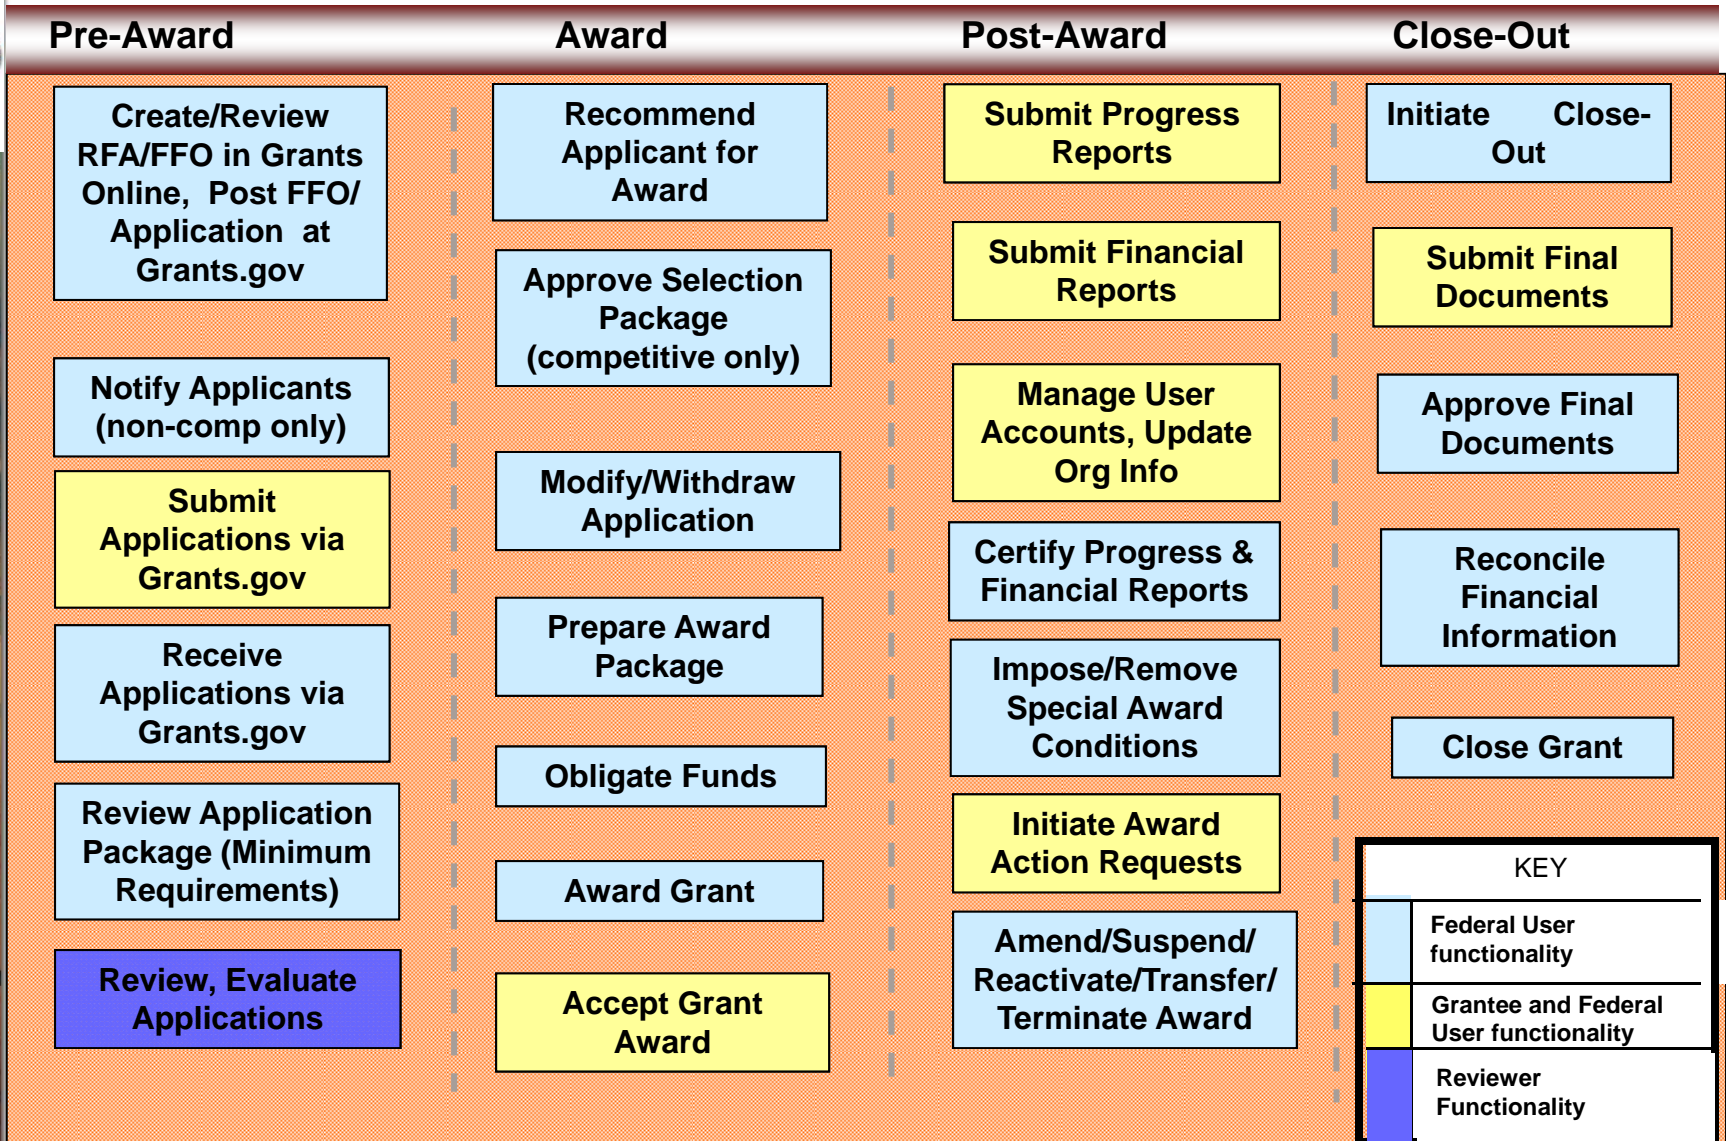 Pre-Award
Award
Post-Award
Close-Out
Create/Review
RFA/FFO in Grants
Online, Post FFO/
Application at
Grants.gov
Notify Applicants
(non-comp only)
Submit
Applications via
Grants.gov
Receive
Applications via
Grants.gov
Review Application
Package (Minimum
Requirements)
Review, Evaluate
Applications
Recommend
Applicant for
Award
Approve Selection
Package
(competitive only)
Modify/Withdraw
Application
Prepare Award
Package
Obligate Funds
Award Grant
Accept Grant
Award
Submit Progress
Reports
Submit Financial
Reports
Manage User
Accounts, Update
Org Info
Certify Progress &
Financial Reports
Impose/Remove
Special Award
Conditions
Initiate Award
Action Requests
Amend/Suspend/
Reactivate/Transfer/
Terminate Award
Initiate Close-
Out
Submit Final
Documents
Approve Final
Documents
Reconcile
Financial
Information
Close Grant
KEY
Federal User
functionality
Grantee and Federal
User functionality
Reviewer
Functionality